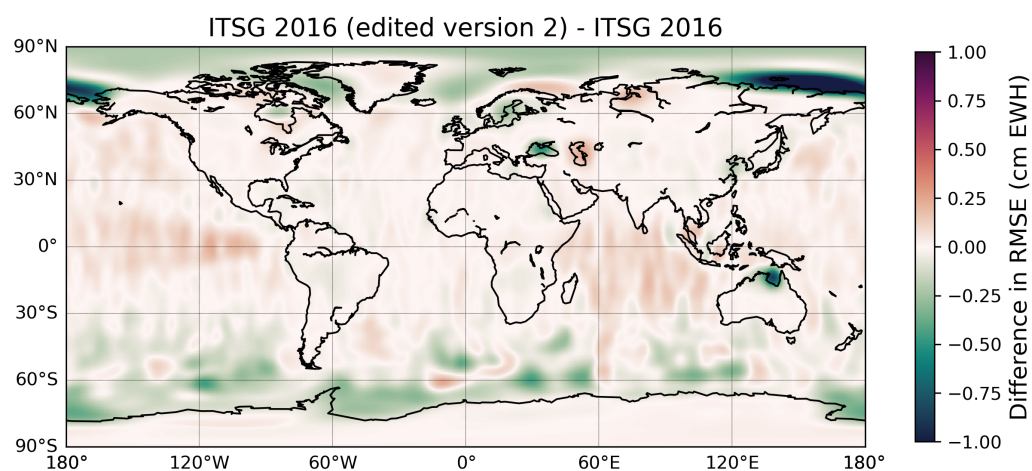 ITSG 2016 (edited version 2) - ITSG 2016
90°N
60°N
30°N
0°
30°S
60°S
90°S
180°
120°W
60°W
0°
60°E
120°E
180°
1.00
0.75
0.50
0.25
0.00
−0.25
−0.50
−0.75
−1.00
Difference in RMSE (cm EWH)